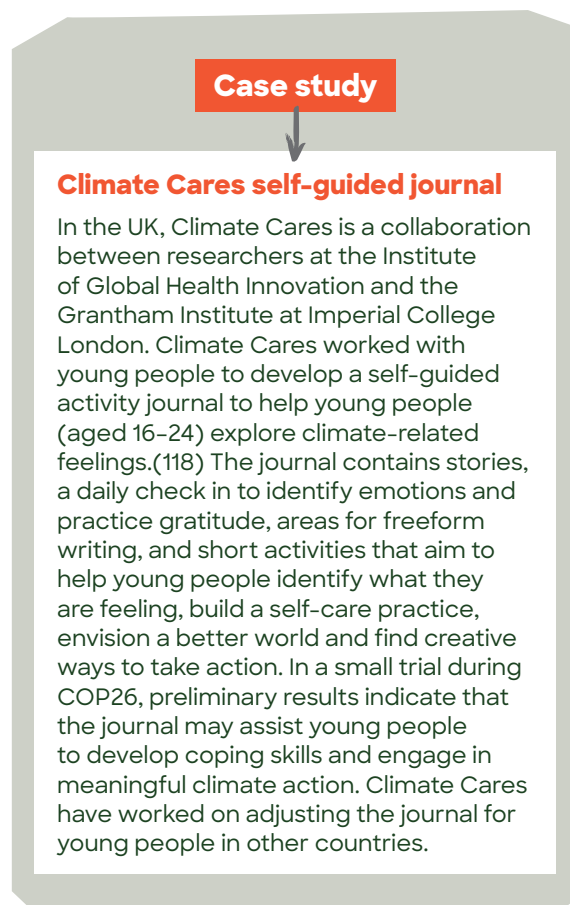 Case study
Climate Cares self-guided journal
In the UK, Climate Cares is a collaboration
between researchers at the Institute
of Global Health Innovation and the
Grantham Institute at Imperial College
London. Climate Cares worked with
young people to develop a self-guided
activity journal to help young people
(aged 16–24) explore climate-related
feelings.(118) The journal contains stories,
a daily check in to identify emotions and
practice gratitude, areas for freeform
writing, and short activities that aim to
help young people identify what they
are feeling, build a self-care practice,
envision a better world and find creative
ways to take action. In a small trial during
COP26, preliminary results indicate that
the journal may assist young people
to develop coping skills and engage in
meaningful climate action. Climate Cares
have worked on adjusting the journal for
young people in other countries.